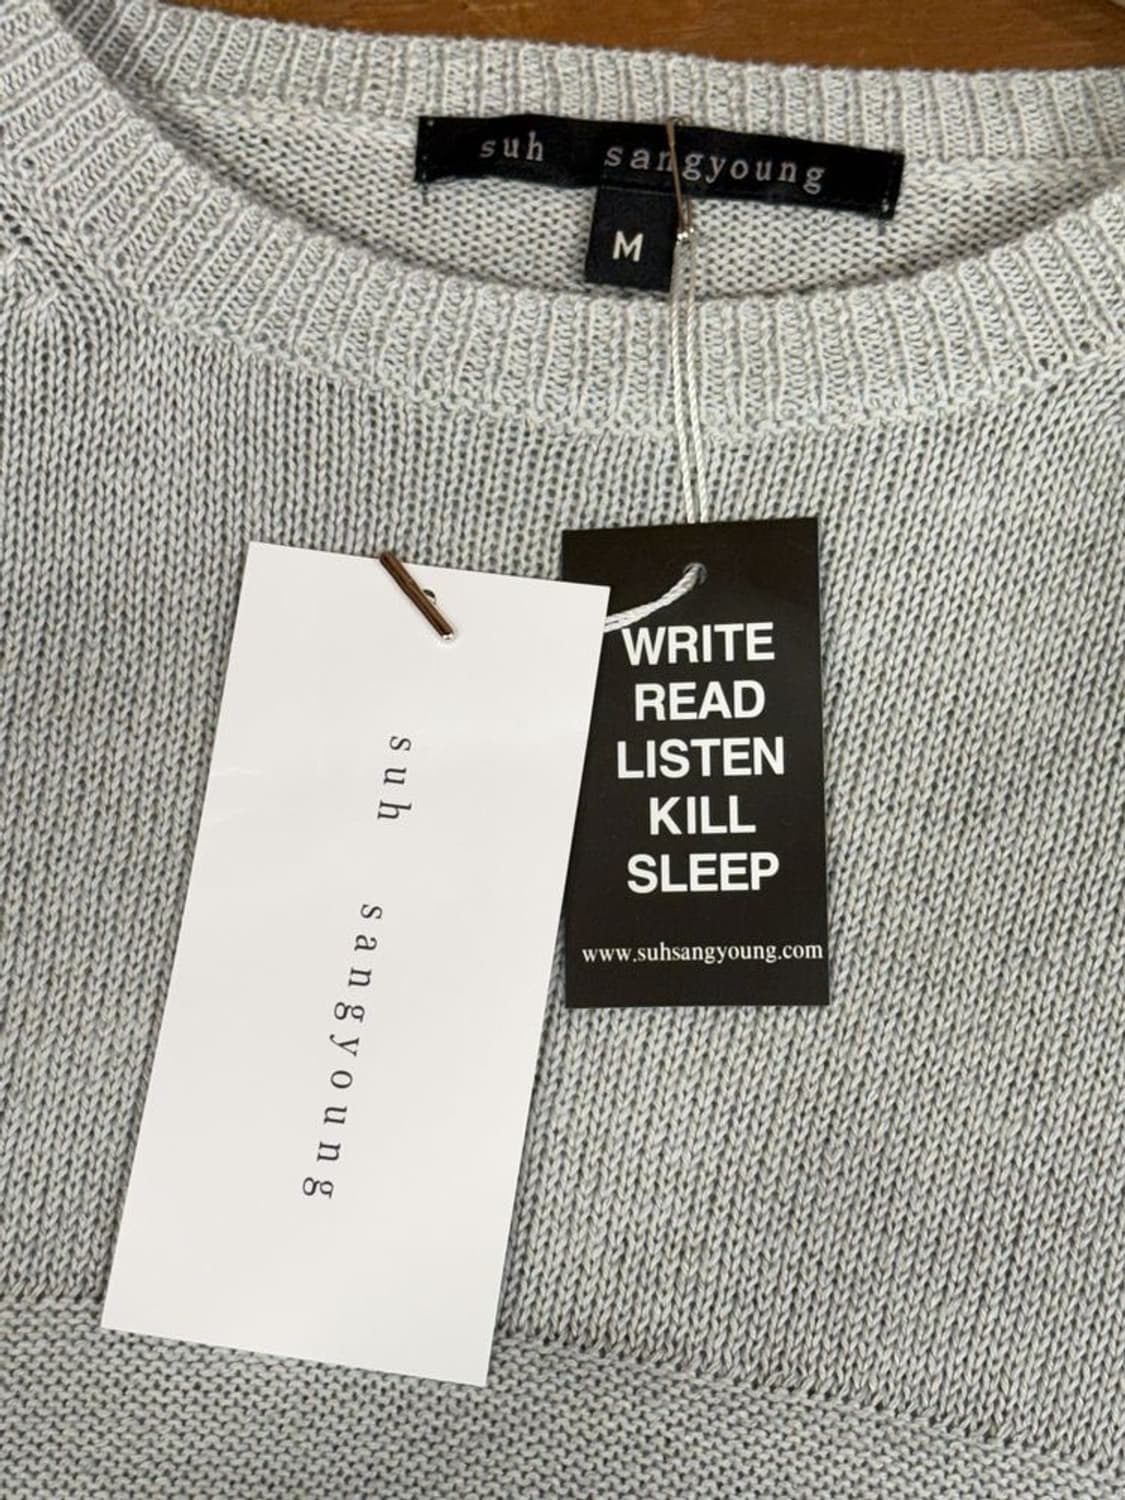 suh sangyoung
M
suh sangyoung
WRITE
READ
LISTEN
KILL
SLEEP
www.suhsangyoung.com